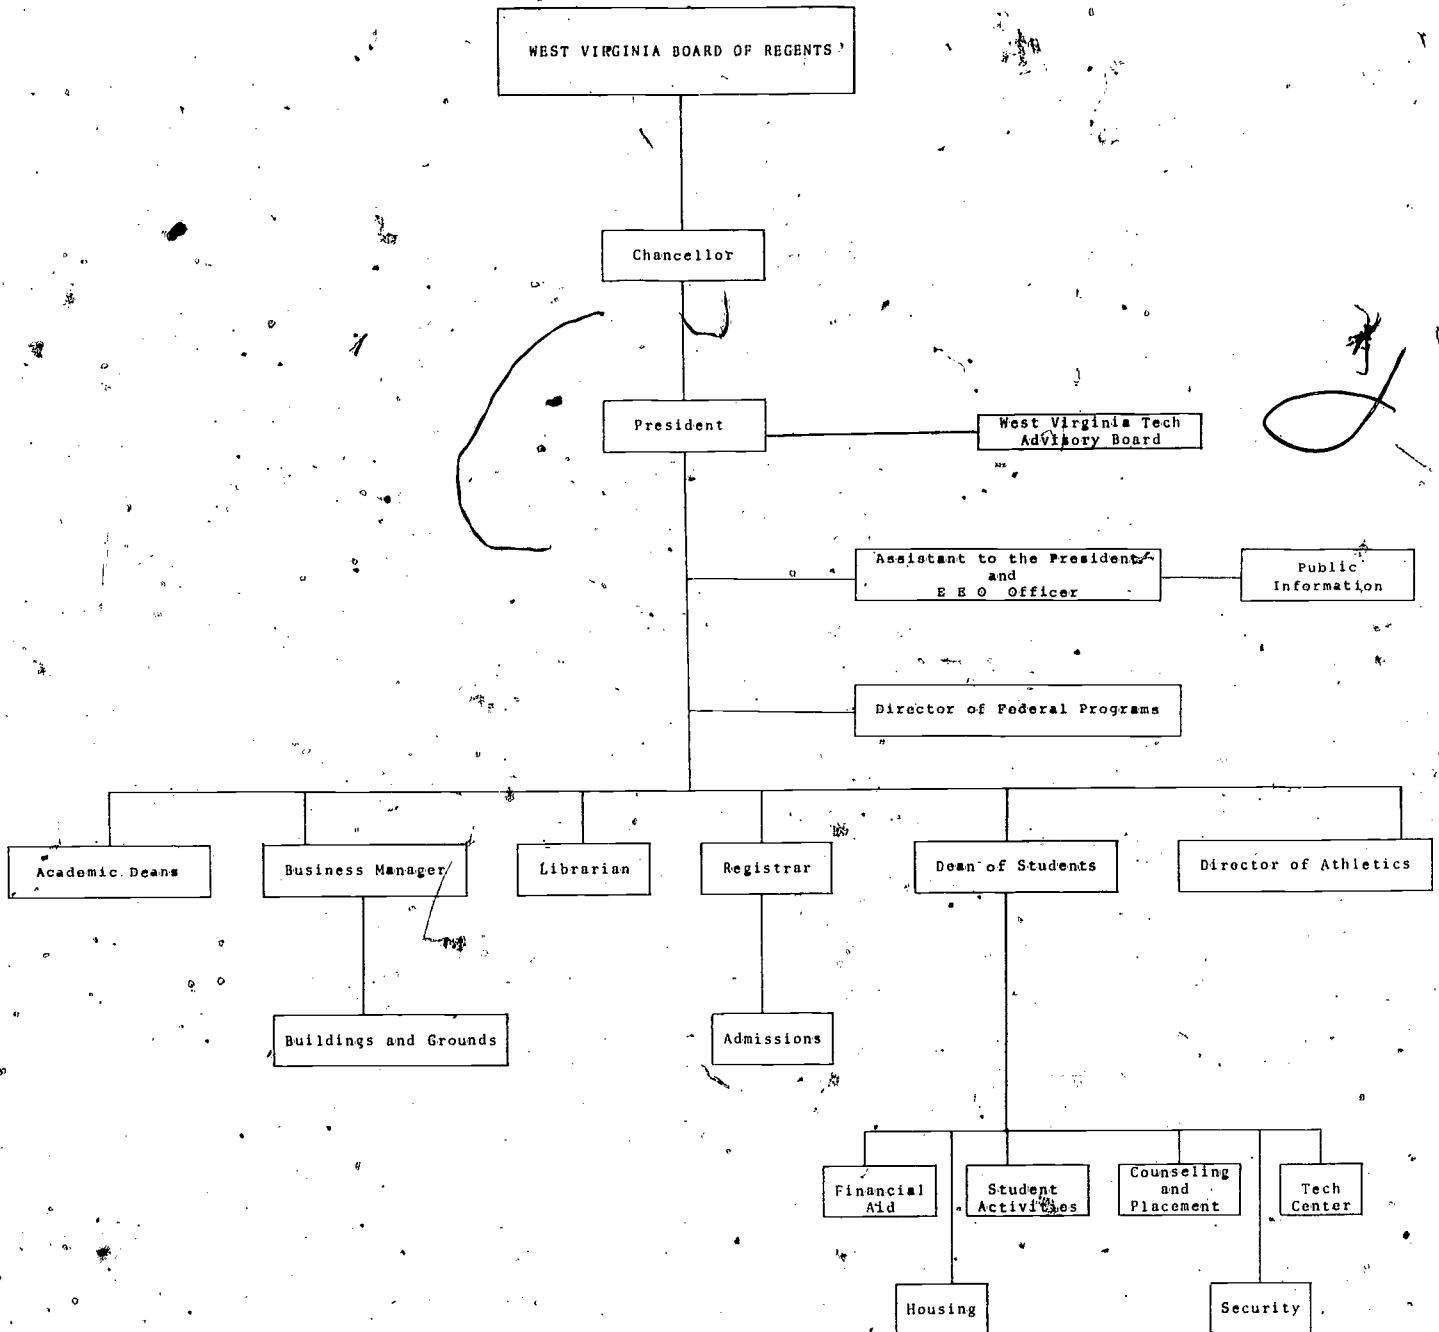 WEST VIRGINIA BOARD OF REGENTS
Chancellor
President
West Virginia Tech
Advisory Board
Assistant to the President
and
E E O Officer
Public
Information
Director of Federal Programs
Academic Deans
Business Manager
Librarian
Registrar
Dean of Students
Director of Athletics
Buildings and Grounds
Admissions
Financial
Aid
Student
Activities
Counseling
and
Placement
Tech
Center
Housing
Security